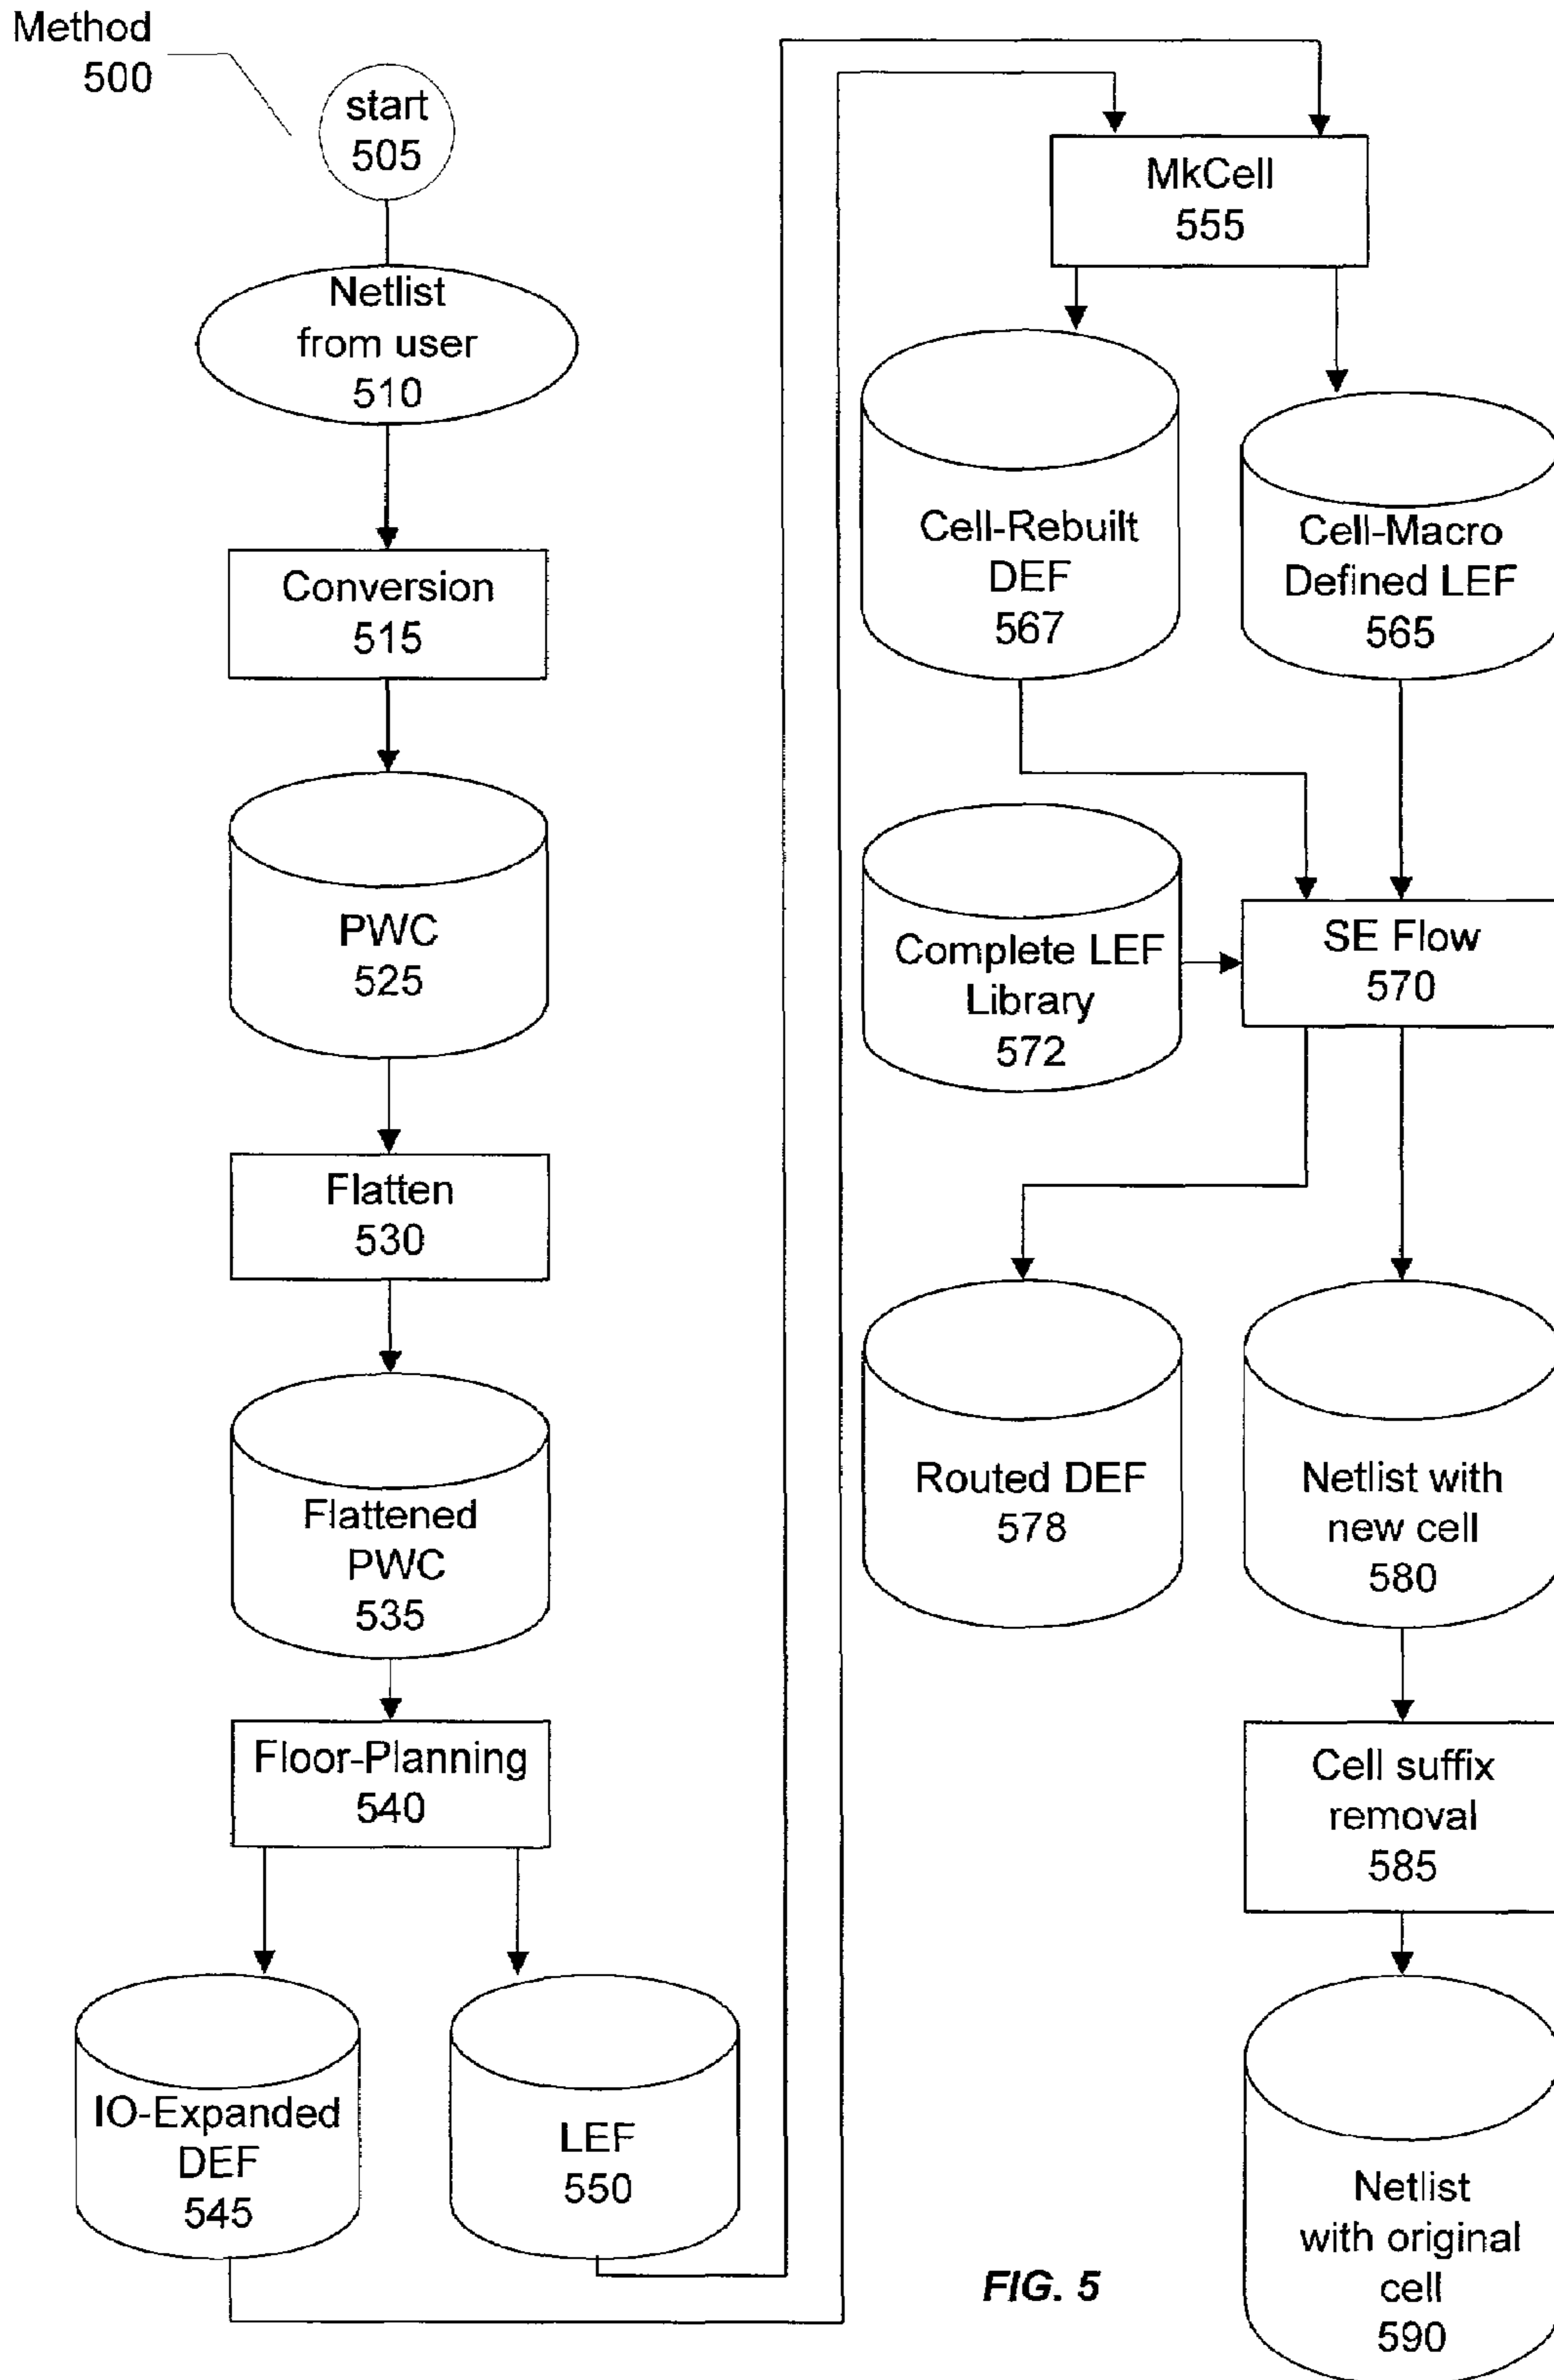 Method
500
start
505
Netlist
from user
510
Conversion
515
PWC
525
Flatten
530
Flattened
PWC
535
Floor-Planning
540
IO-Expanded
DEF
545
LEF
550
MkCell
555
Cell-Rebuilt
DEF
567
Cell-Macro
Defined LEF
565
Complete LEF
Library
572
SE Flow
570
Routed DEF
578
Netlist with
new cell
580
Cell suffix
removal
585
Netlist
with original
cell
590
FIG. 5